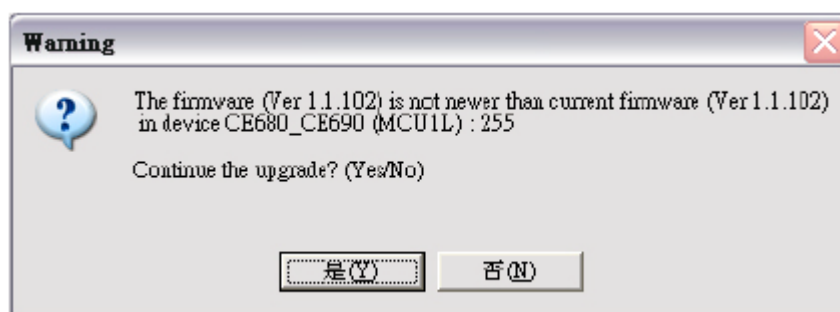 Warning
The firmware (Ver 1.1.102) is not newer than current firmware (Ver 1.1.102)
in device CE680_CE690 (MCU1L) : 255
Continue the upgrade? (Yes/No)
是(Y) 否(N)